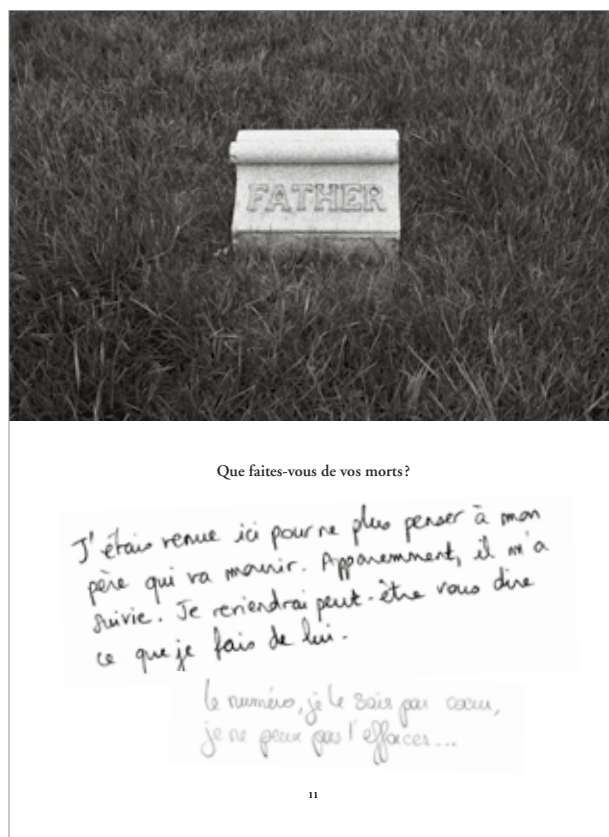 FATHER
Que faites-vous de vos morts?
J'étais venue ici pour ne plus penser à mon
père qui va mourir. Apparemment, il m'a
suivie. Je reviendrai peut-être vous dire
ce que je fais de lui.
le numéro, je le sais par cœur,
je ne peux pas l'effacer...
11